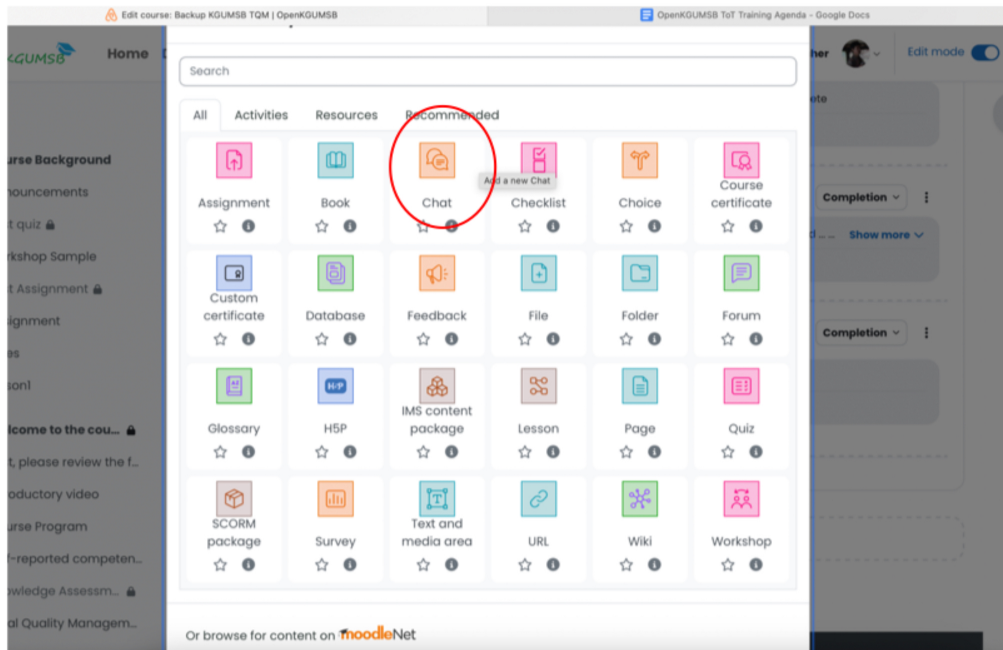 Edit course: Backup KGUMSB TQM | OpenKGUMSB
OpenKGUMSB ToT Training Agenda - Google Docs
KGUMSB
Home
her
Edit mode
Search
All Activities Resources Recommended
Add a new Chat
Assignment Book Chat Checklist Choice Course certificate
Custom certificate Database Feedback File Folder Forum
Glossary H5P IMS content package Lesson Page Quiz
SCORM package Survey Text and media area URL Wiki Workshop
Or browse for content on moodleNet
urse Background
nouncements
t quiz
rkshop Sample
t Assignment
ignment
es
son1
lcome to the cou...
t, please review the f...
oductory video
urse Program
f-reported competen...
owledge Assessm...
al Quality Managem...
ete
Completion
d ... Show more
Completion